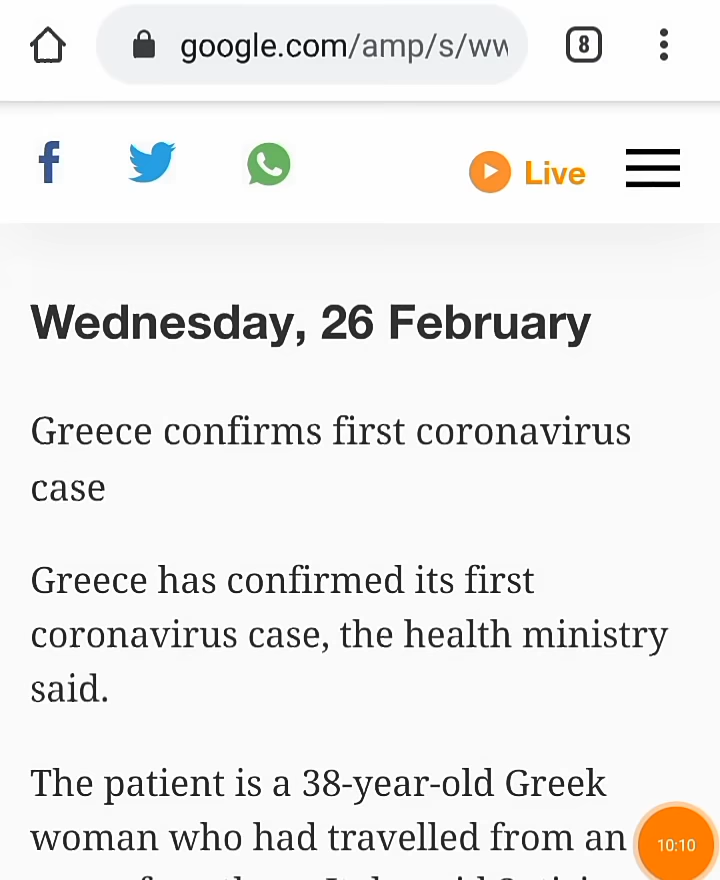 google.com/amp/s/ww
8
Live
Wednesday, 26 February
Greece confirms first coronavirus
case
Greece has confirmed its first
coronavirus case, the health ministry
said.
The patient is a 38-year-old Greek
woman who had travelled from an
10:10